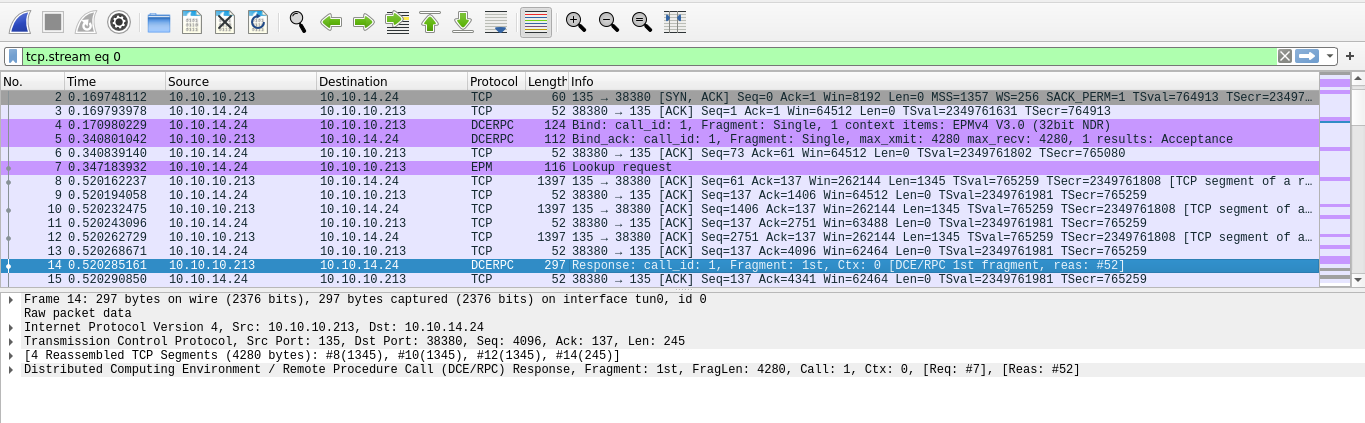 tcp.stream eq 0
No. Time Source Destination Protocol Length Info
2 0.169748112 10.10.10.213 10.10.14.24 TCP 60 135 → 38380 [SYN, ACK] Seq=0 Ack=1 Win=8192 Len=0 MSS=1357 WS=256 SACK_PERM=1 TSval=764913 TSecr=23497…
3 0.169793978 10.10.14.24 10.10.10.213 TCP 52 38380 → 135 [ACK] Seq=1 Ack=1 Win=64512 Len=0 TSval=2349761631 TSecr=764913
4 0.170980229 10.10.14.24 10.10.10.213 DCERPC 124 Bind: call_id: 1, Fragment: Single, 1 context items: EPMv4 V3.0 (32bit NDR)
5 0.340801042 10.10.10.213 10.10.14.24 DCERPC 112 Bind_ack: call_id: 1, Fragment: Single, max_xmit: 4280 max_recv: 4280, 1 results: Acceptance
6 0.340839140 10.10.14.24 10.10.10.213 TCP 52 38380 → 135 [ACK] Seq=73 Ack=61 Win=64512 Len=0 TSval=2349761802 TSecr=765080
7 0.347183932 10.10.14.24 10.10.10.213 EPM 116 Lookup request
8 0.520162237 10.10.10.213 10.10.14.24 TCP 1397 135 → 38380 [ACK] Seq=61 Ack=137 Win=262144 Len=1345 TSval=765259 TSecr=2349761808 [TCP segment of a r…
9 0.520194058 10.10.14.24 10.10.10.213 TCP 52 38380 → 135 [ACK] Seq=137 Ack=1406 Win=64512 Len=0 TSval=2349761981 TSecr=765259
10 0.520232475 10.10.10.213 10.10.14.24 TCP 1397 135 → 38380 [ACK] Seq=1406 Ack=137 Win=262144 Len=1345 TSval=765259 TSecr=2349761808 [TCP segment of a…
11 0.520243096 10.10.14.24 10.10.10.213 TCP 52 38380 → 135 [ACK] Seq=137 Ack=2751 Win=63488 Len=0 TSval=2349761981 TSecr=765259
12 0.520262729 10.10.10.213 10.10.14.24 TCP 1397 135 → 38380 [ACK] Seq=2751 Ack=137 Win=262144 Len=1345 TSval=765259 TSecr=2349761808 [TCP segment of a…
13 0.520268671 10.10.14.24 10.10.10.213 TCP 52 38380 → 135 [ACK] Seq=137 Ack=4096 Win=62464 Len=0 TSval=2349761981 TSecr=765259
14 0.520285161 10.10.10.213 10.10.14.24 DCERPC 297 Response: call_id: 1, Fragment: 1st, Ctx: 0 [DCE/RPC 1st fragment, reas: #52]
15 0.520290850 10.10.14.24 10.10.10.213 TCP 52 38380 → 135 [ACK] Seq=137 Ack=4341 Win=62464 Len=0 TSval=2349761981 TSecr=765259
Frame 14: 297 bytes on wire (2376 bits), 297 bytes captured (2376 bits) on interface tun0, id 0
Raw packet data
Internet Protocol Version 4, Src: 10.10.10.213, Dst: 10.10.14.24
Transmission Control Protocol, Src Port: 135, Dst Port: 38380, Seq: 4096, Ack: 137, Len: 245
[4 Reassembled TCP Segments (4280 bytes): #8(1345), #10(1345), #12(1345), #14(245)]
Distributed Computing Environment / Remote Procedure Call (DCE/RPC) Response, Fragment: 1st, FragLen: 4280, Call: 1, Ctx: 0, [Req: #7], [Reas: #52]